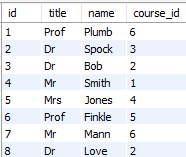 id title name course_id
1 Prof Plumb 6
2 Dr Spock 3
3 Dr Bob 2
4 Mr Smith 1
5 Mrs Jones 4
6 Prof Finkle 5
7 Mr Mann 6
8 Dr Love 2